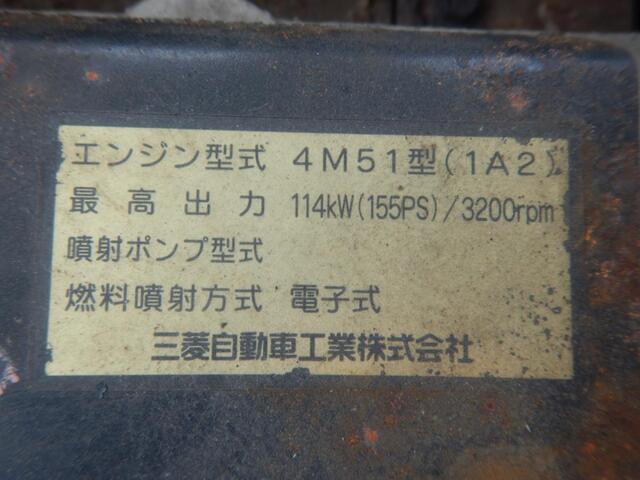 エンジン型式 4M51型(1A2)
最高出力 114kW(155PS)/3200rpm
噴射ポンプ型式
燃料噴射方式 電子式
三菱自動車工業株式会社